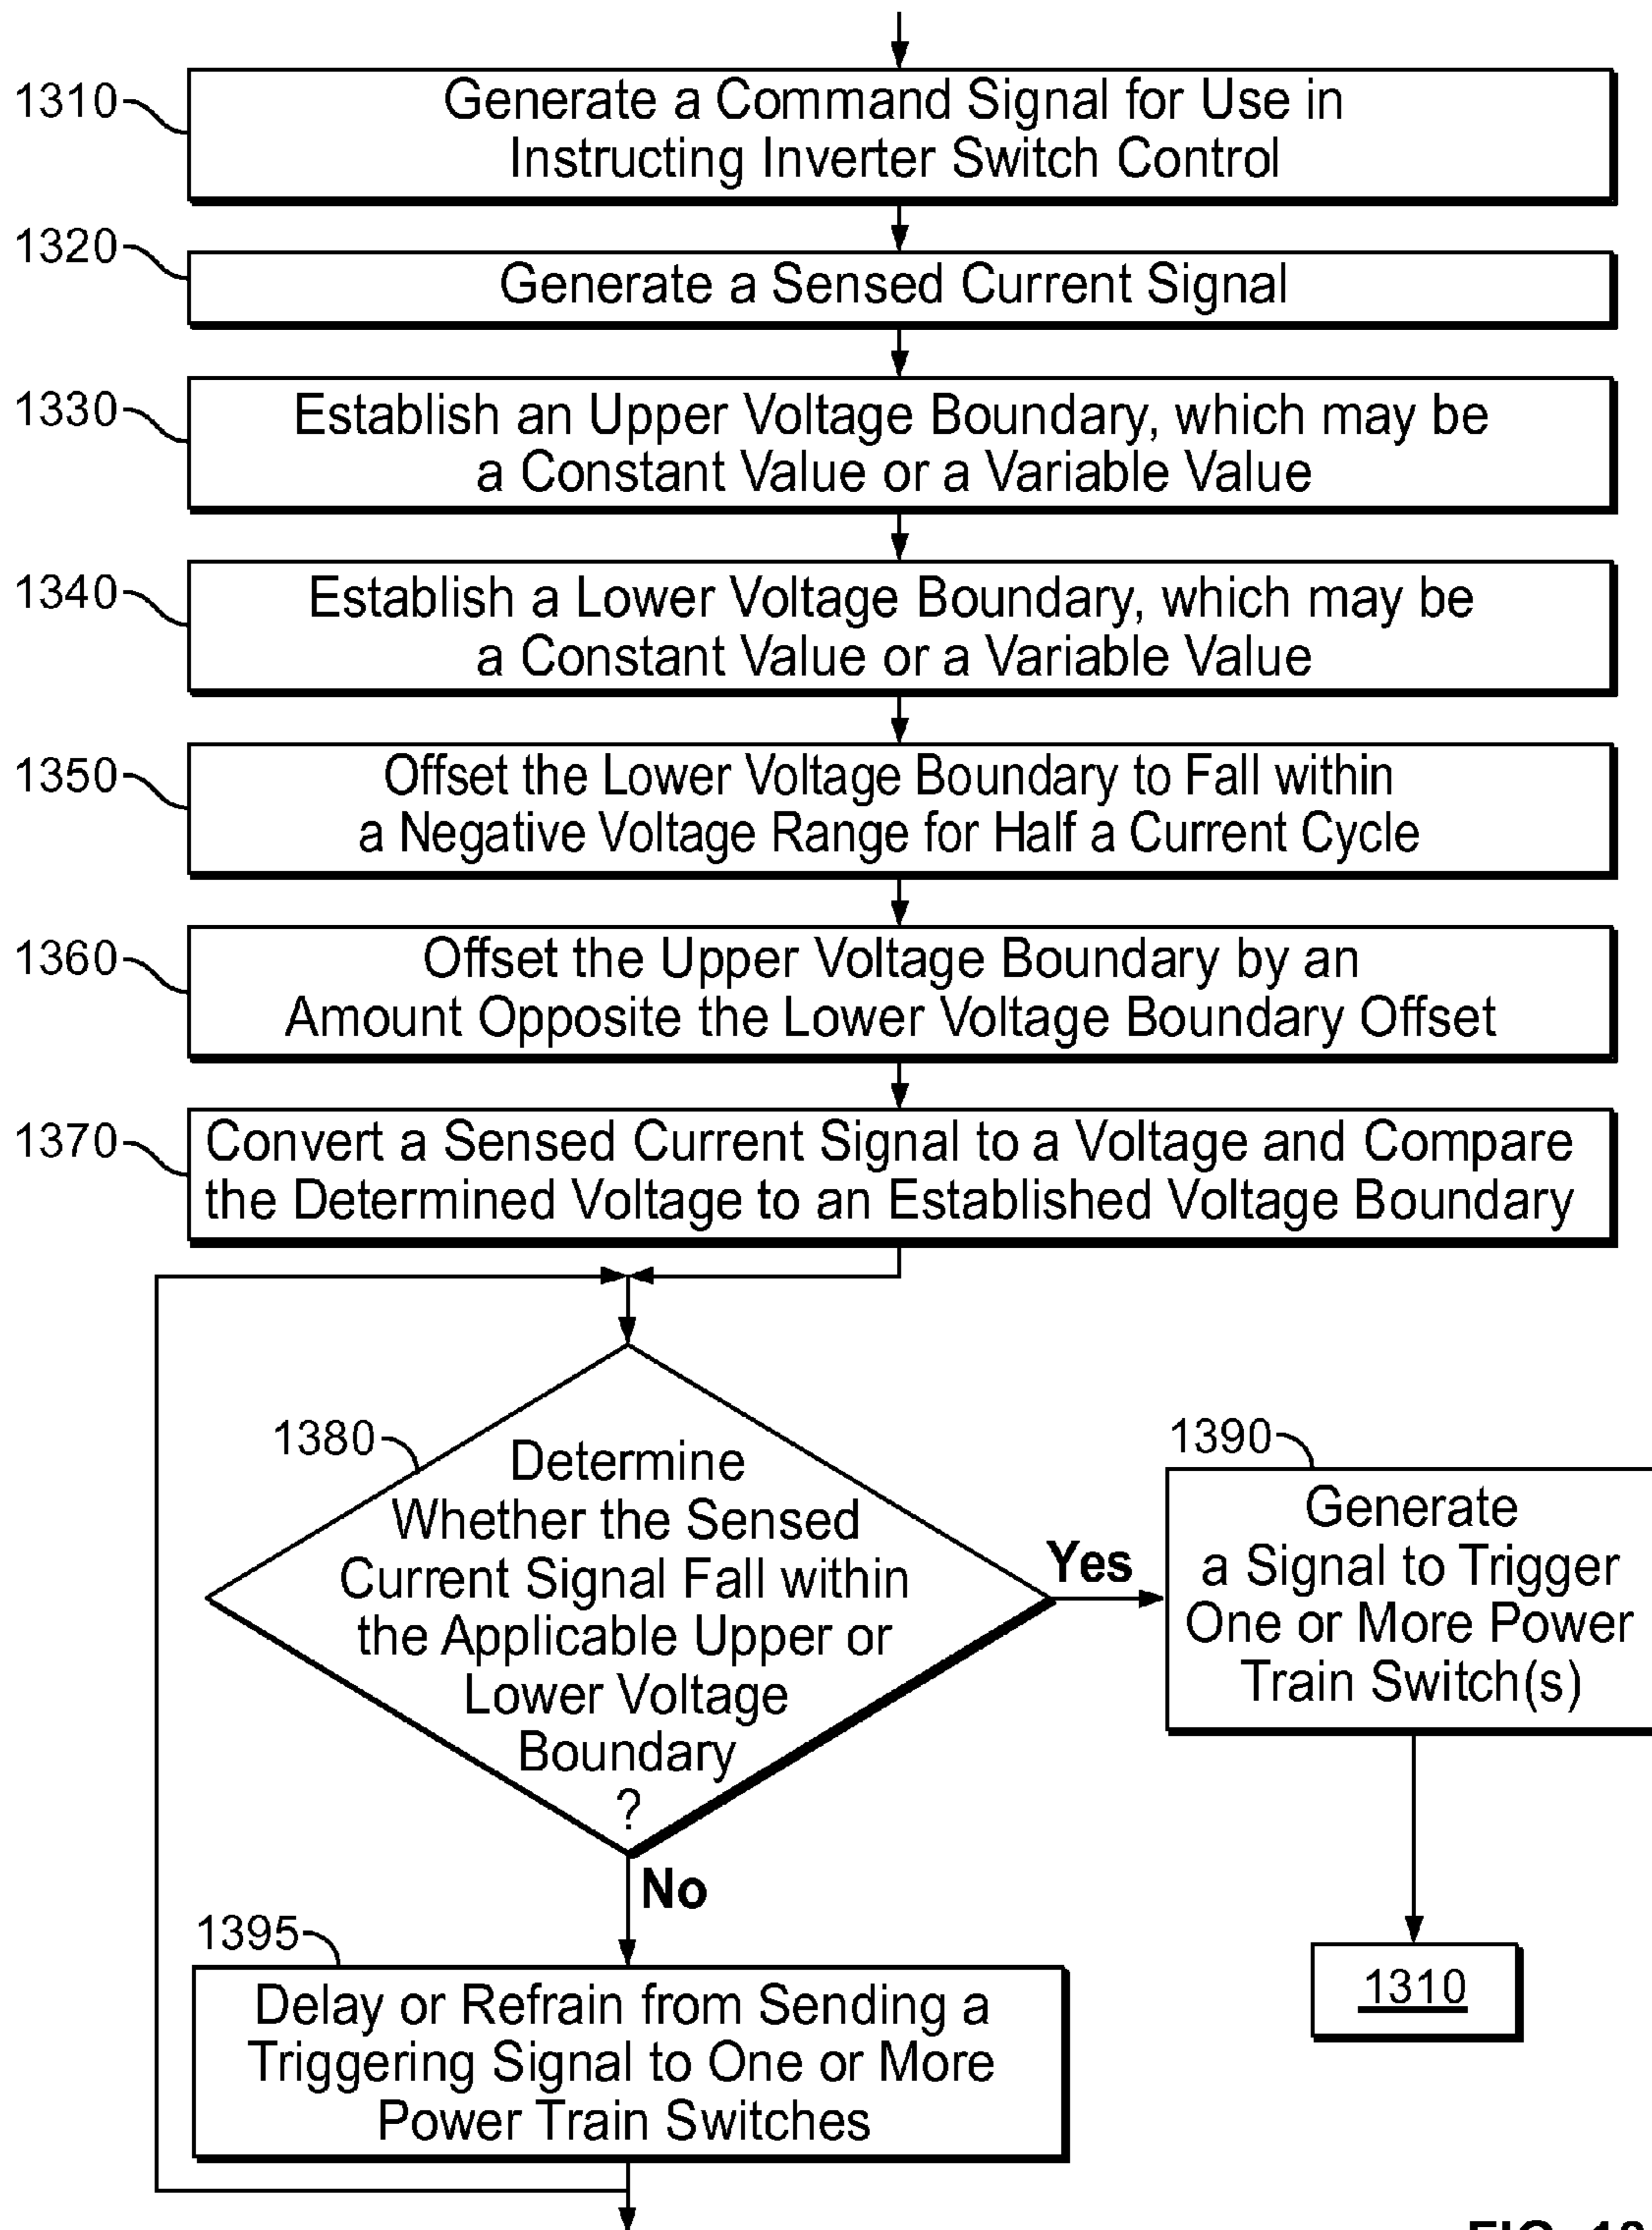 1310
Generate a Command Signal for Use in
Instructing Inverter Switch Control
1320
Generate a Sensed Current Signal
1330
Establish an Upper Voltage Boundary, which may be
a Constant Value or a Variable Value
1340
Establish a Lower Voltage Boundary, which may be
a Constant Value or a Variable Value
1350
Offset the Lower Voltage Boundary to Fall within
a Negative Voltage Range for Half a Current Cycle
1360
Offset the Upper Voltage Boundary by an
Amount Opposite the Lower Voltage Boundary Offset
1370
Convert a Sensed Current Signal to a Voltage and Compare
the Determined Voltage to an Established Voltage Boundary
1380
Determine
Whether the Sensed
Current Signal Fall within
the Applicable Upper or
Lower Voltage
Boundary
?
Yes
1390
Generate
a Signal to Trigger
One or More Power
Train Switch(s)
No
1395
Delay or Refrain from Sending a
Triggering Signal to One or More
Power Train Switches
1310